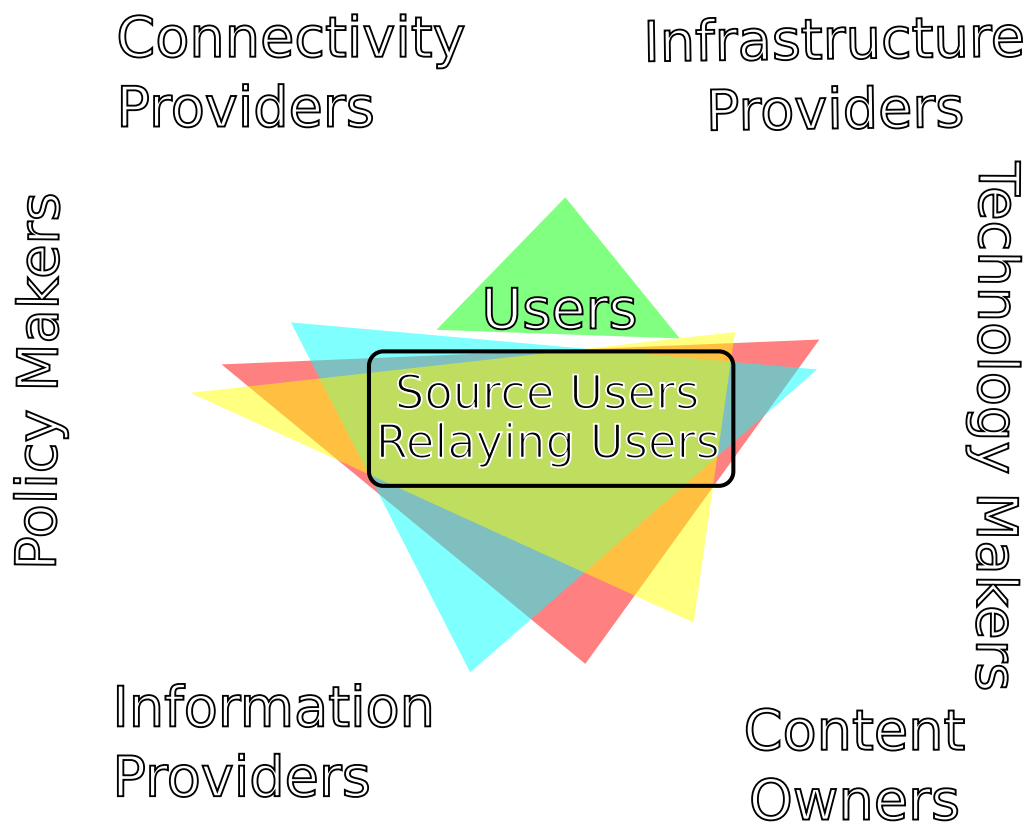 Connectivity
Providers
Infrastructure
Providers
Policy Makers
Technology Makers
Users
Source Users
Relaying Users
Information
Providers
Content
Owners